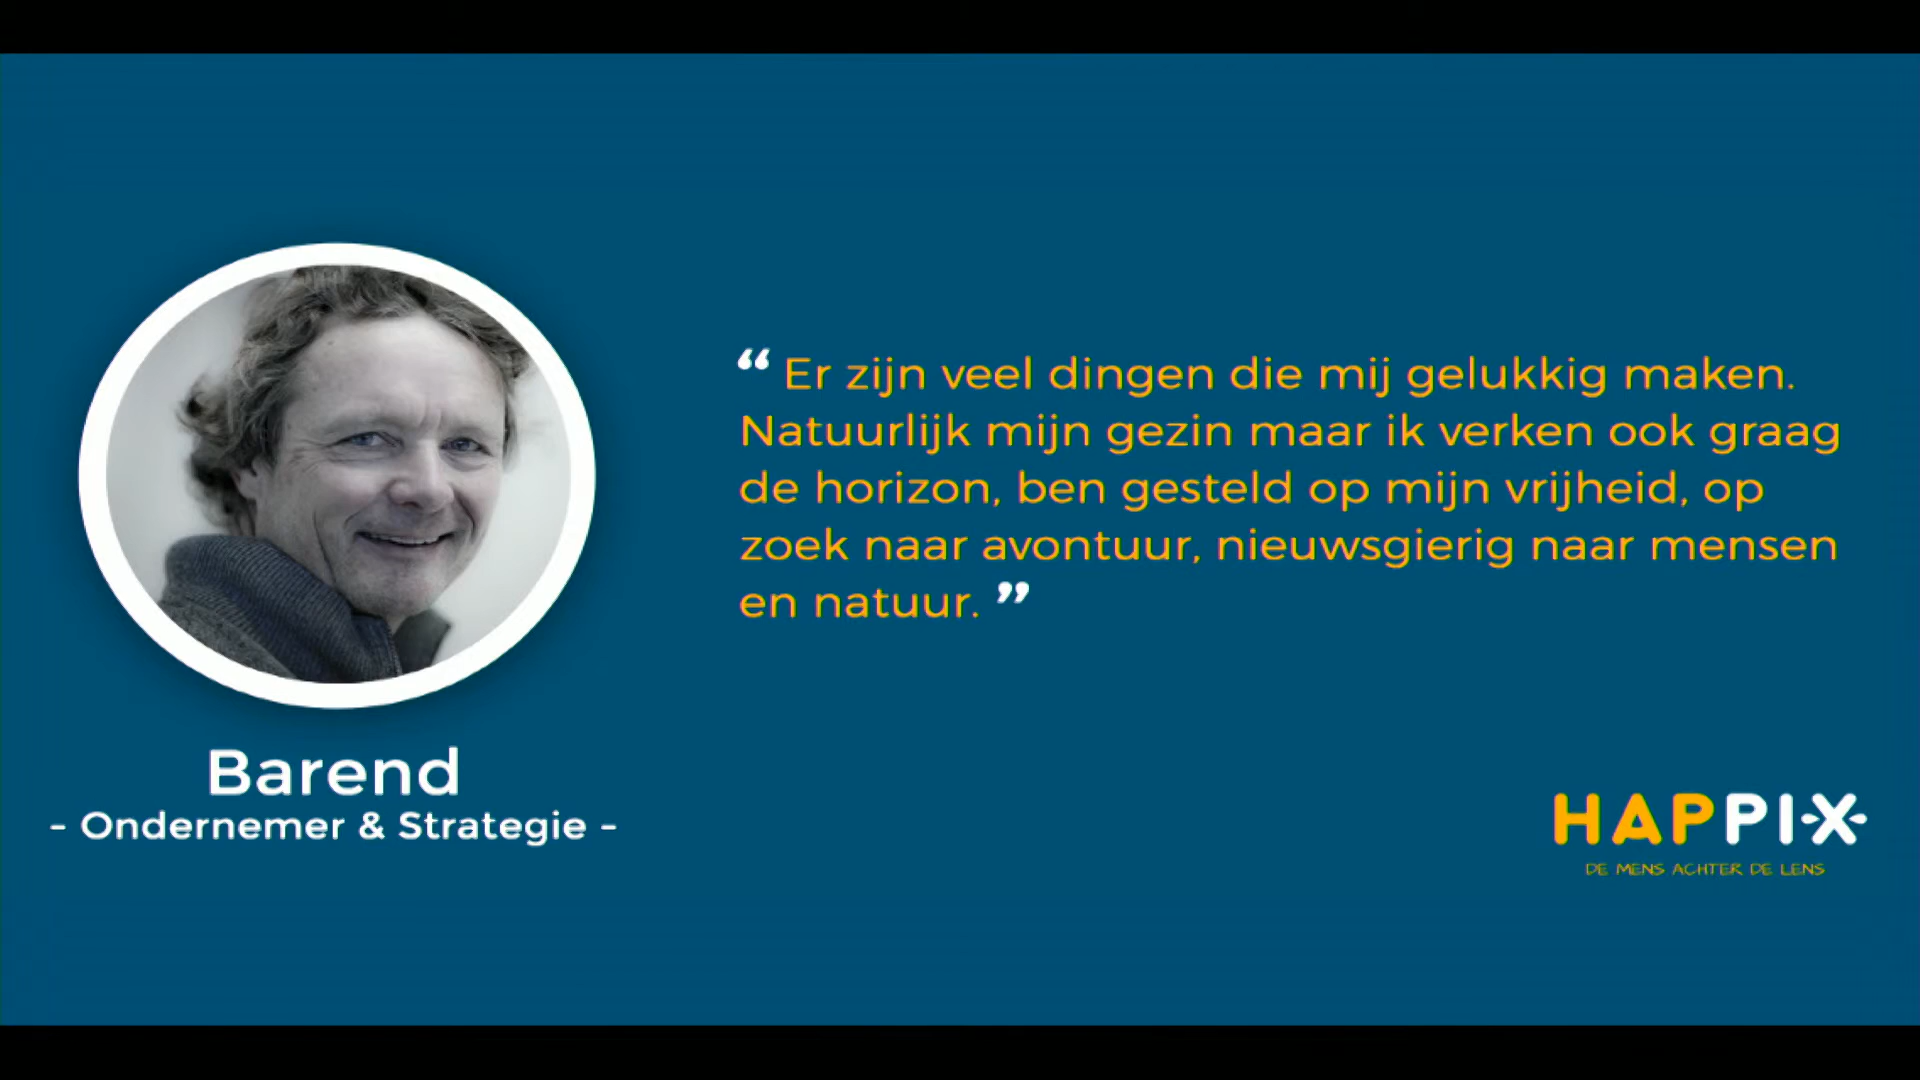 “ Er zijn veel dingen die mij gelukkig maken.
Natuurlijk mijn gezin maar ik verken ook graag
de horizon, ben gesteld op mijn vrijheid, op
zoek naar avontuur, nieuwsgierig naar mensen
en natuur. ”
Barend
- Ondernemer & Strategie -
HAPPIX
DE MENS ACHTER DE LENS